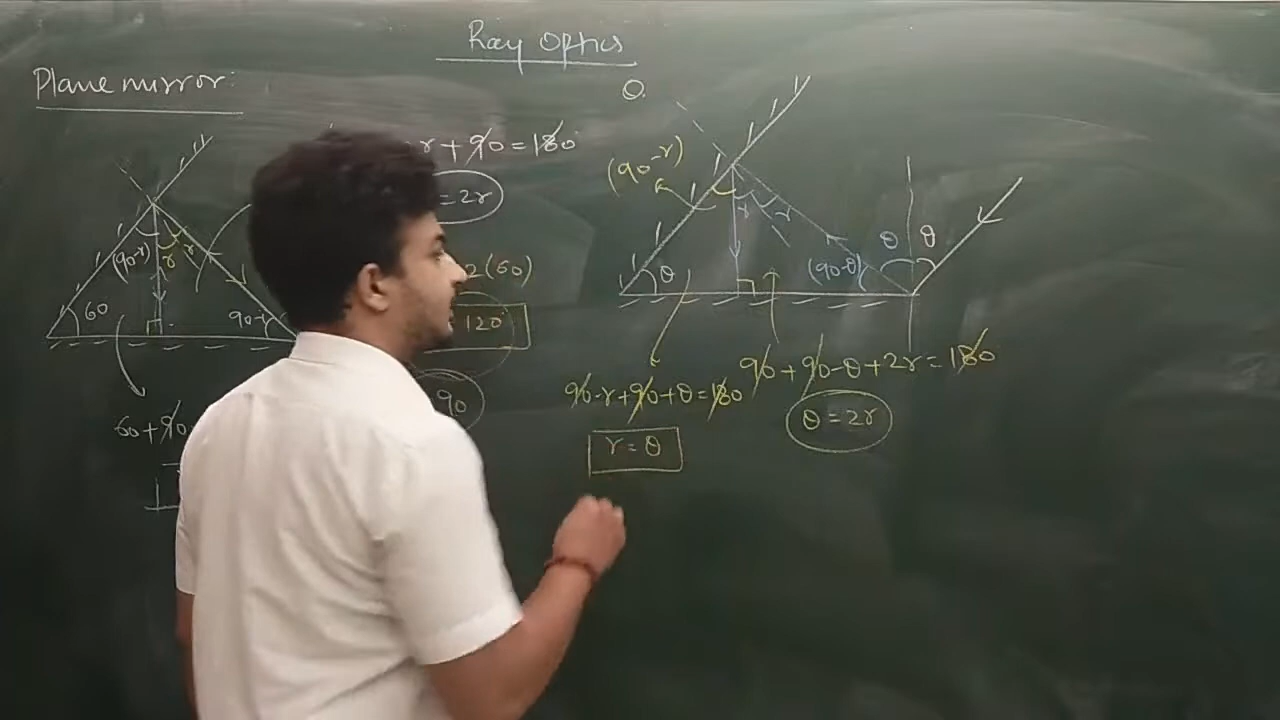 Ray Optics
Plane mirror:
r + 90 = 180°
= 2r
2(60)
120°
90
(90-r)
r
r
60
90-r
60+90
Q.
(90-r)
r
r
θ
(90-θ)
θ
θ
90-r+90+θ=180
r = θ
90+90-θ+2r=180
θ = 2r